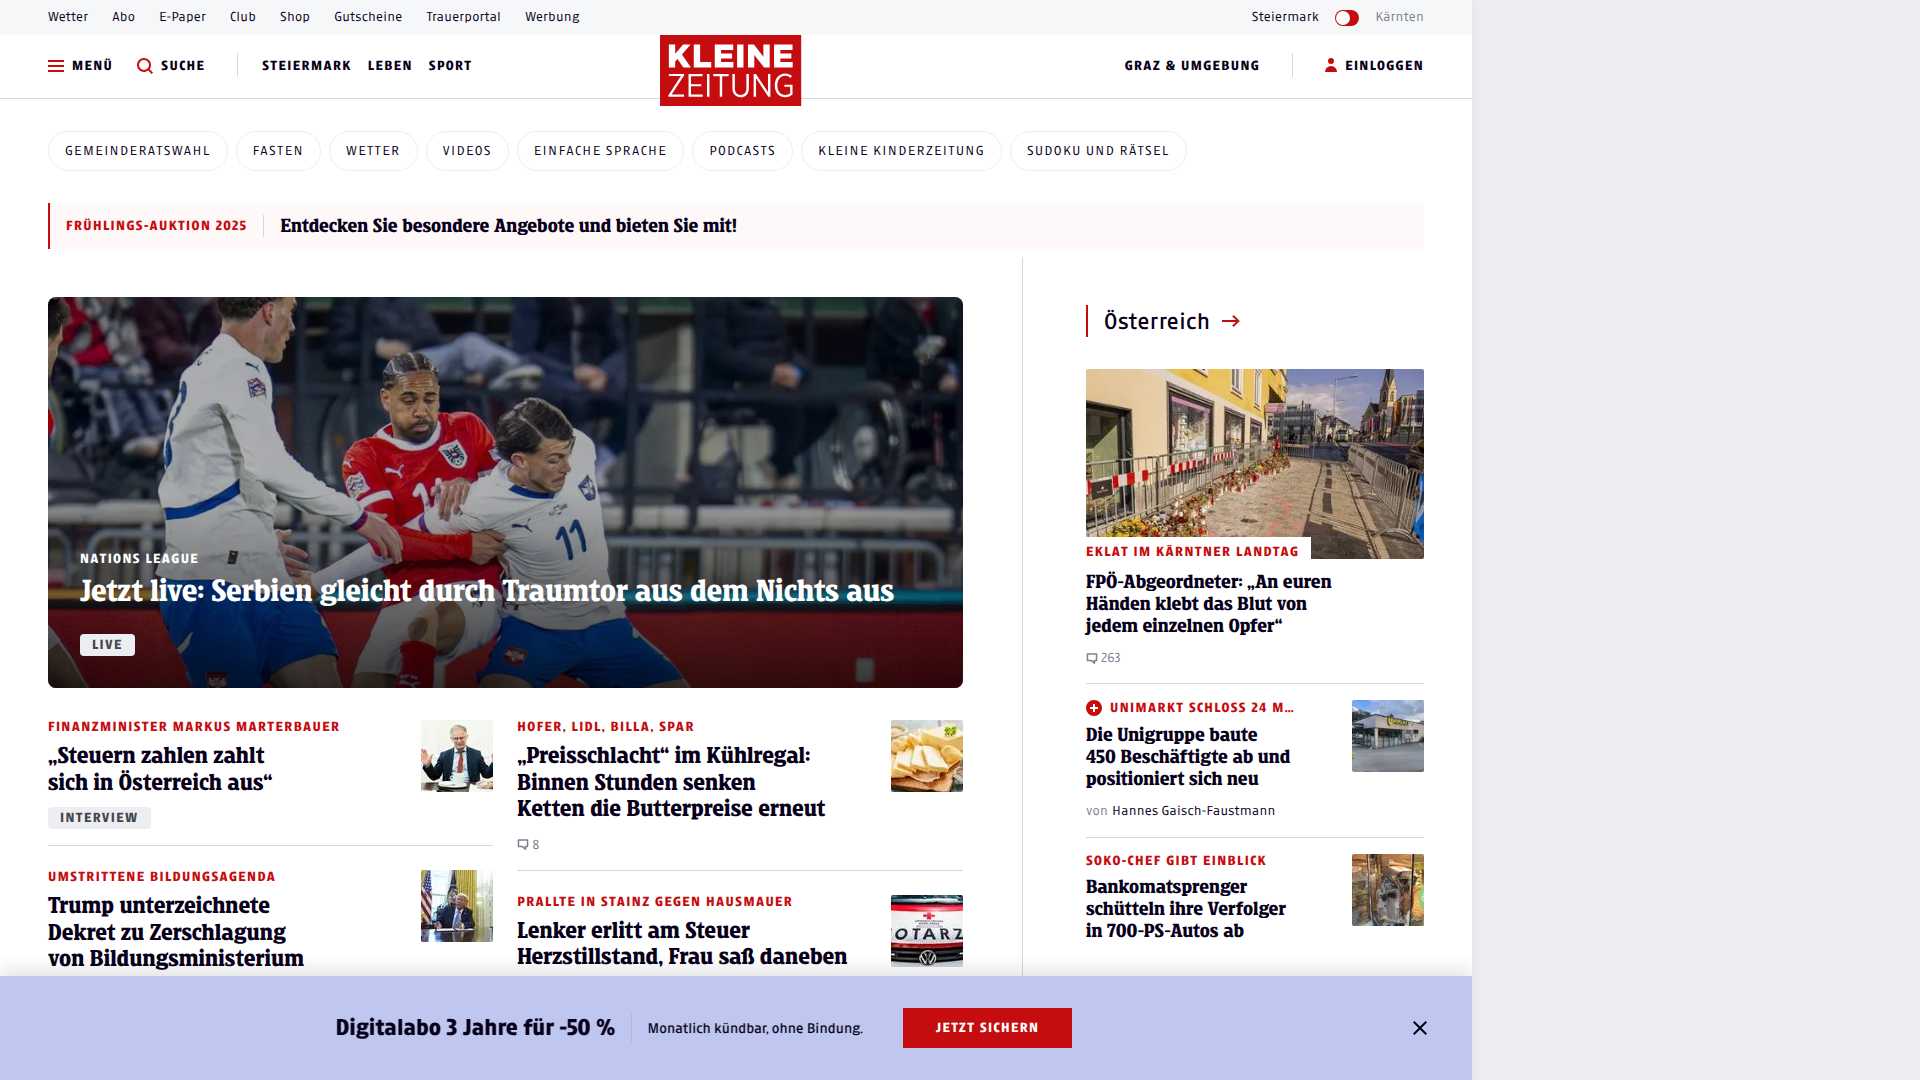 Wetter Abo E-Paper Club Shop Gutscheine Trauerportal Werbung Steiermark Kärnten
MENÜ SUCHE STEIERMARK LEBEN SPORT KLEINE ZEITUNG GRAZ & UMGEBUNG EINLOGGEN
GEMEINDERATSWAHL FASTEN WETTER VIDEOS EINFACHE SPRACHE PODCASTS KLEINE KINDERZEITUNG SUDOKU UND RÄTSEL
FRÜHLINGS-AUKTION 2025 Entdecken Sie besondere Angebote und bieten Sie mit!
11
NATIONS LEAGUE
Jetzt live: Serbien gleicht durch Traumtor aus dem Nichts aus
LIVE
FINANZMINISTER MARKUS MARTERBAUER
„Steuern zahlen zahlt
sich in Österreich aus“
INTERVIEW
UMSTRITTENE BILDUNGSAGENDA
Trump unterzeichnete
Dekret zu Zerschlagung
von Bildungsministerium
HOFER, LIDL, BILLA, SPAR
„Preisschlacht“ im Kühlregal:
Binnen Stunden senken
Ketten die Butterpreise erneut
8
PRALLTE IN STAINZ GEGEN HAUSMAUER
Lenker erlitt am Steuer
Herzstillstand, Frau saß daneben
OTARZ
Österreich
EKLAT IM KÄRNTNER LANDTAG
FPÖ-Abgeordneter: „An euren
Händen klebt das Blut von
jedem einzelnen Opfer“
263
UNIMARKT SCHLOSS 24 M...
Die Unigruppe baute
450 Beschäftigte ab und
positioniert sich neu
von Hannes Gaisch-Faustmann
SOKO-CHEF GIBT EINBLICK
Bankomatsprenger
schütteln ihre Verfolger
in 700-PS-Autos ab
Digitalabo 3 Jahre für -50 % Monatlich kündbar, ohne Bindung. JETZT SICHERN